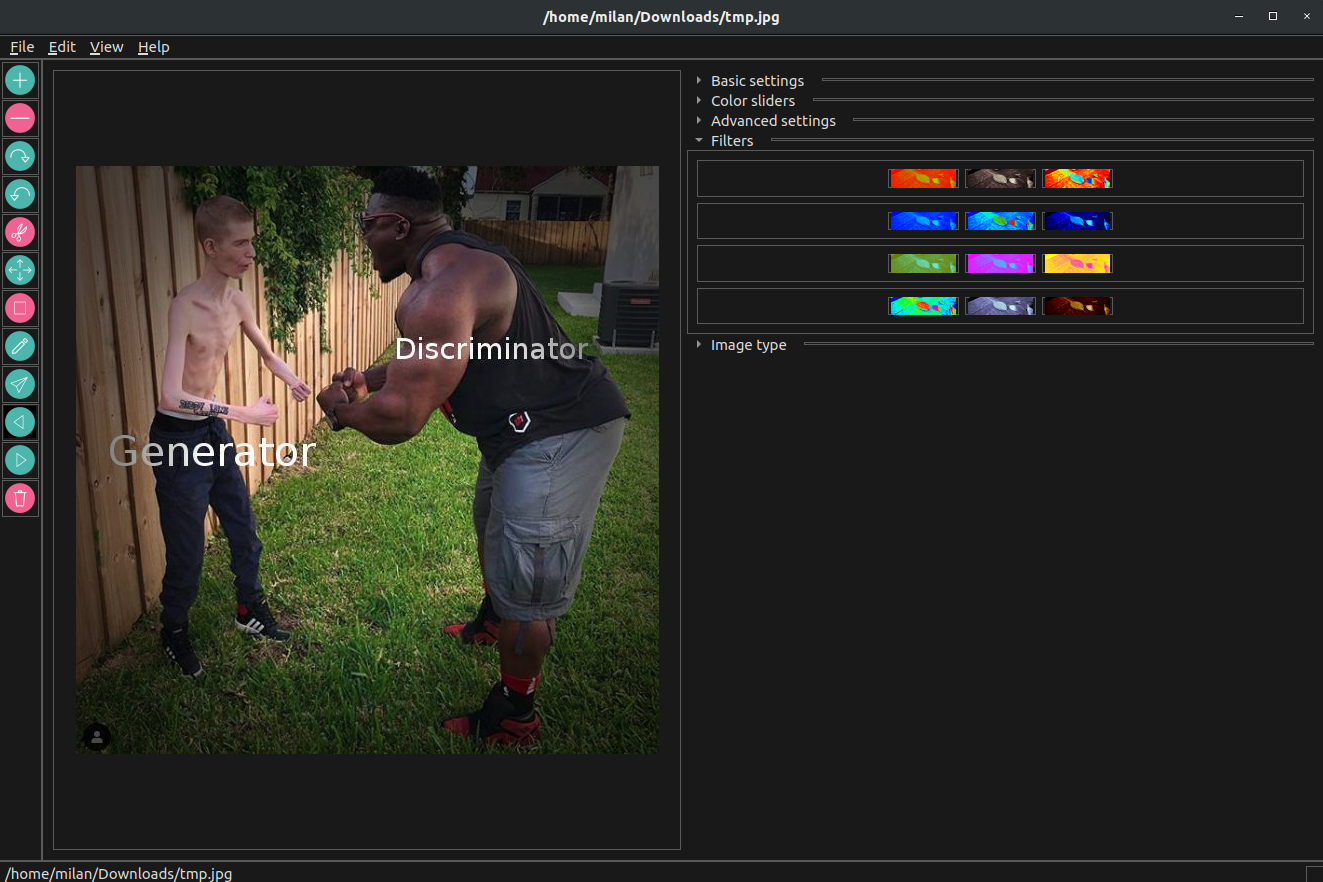 /home/milan/Downloads/tmp.jpg
File Edit View Help
Basic settings
Color sliders
Advanced settings
Filters
Discriminator
Image type
Generator
/home/milan/Downloads/tmp.jpg